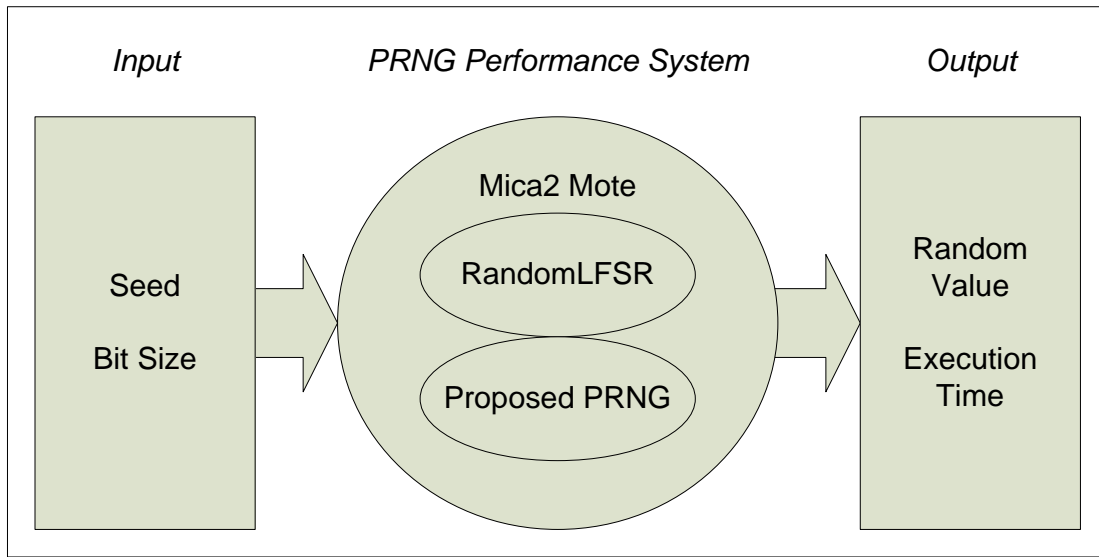 Input
PRNG Performance System
Output
Seed
Bit Size
Mica2 Mote
RandomLFSR
Proposed PRNG
Random
Value
Execution
Time